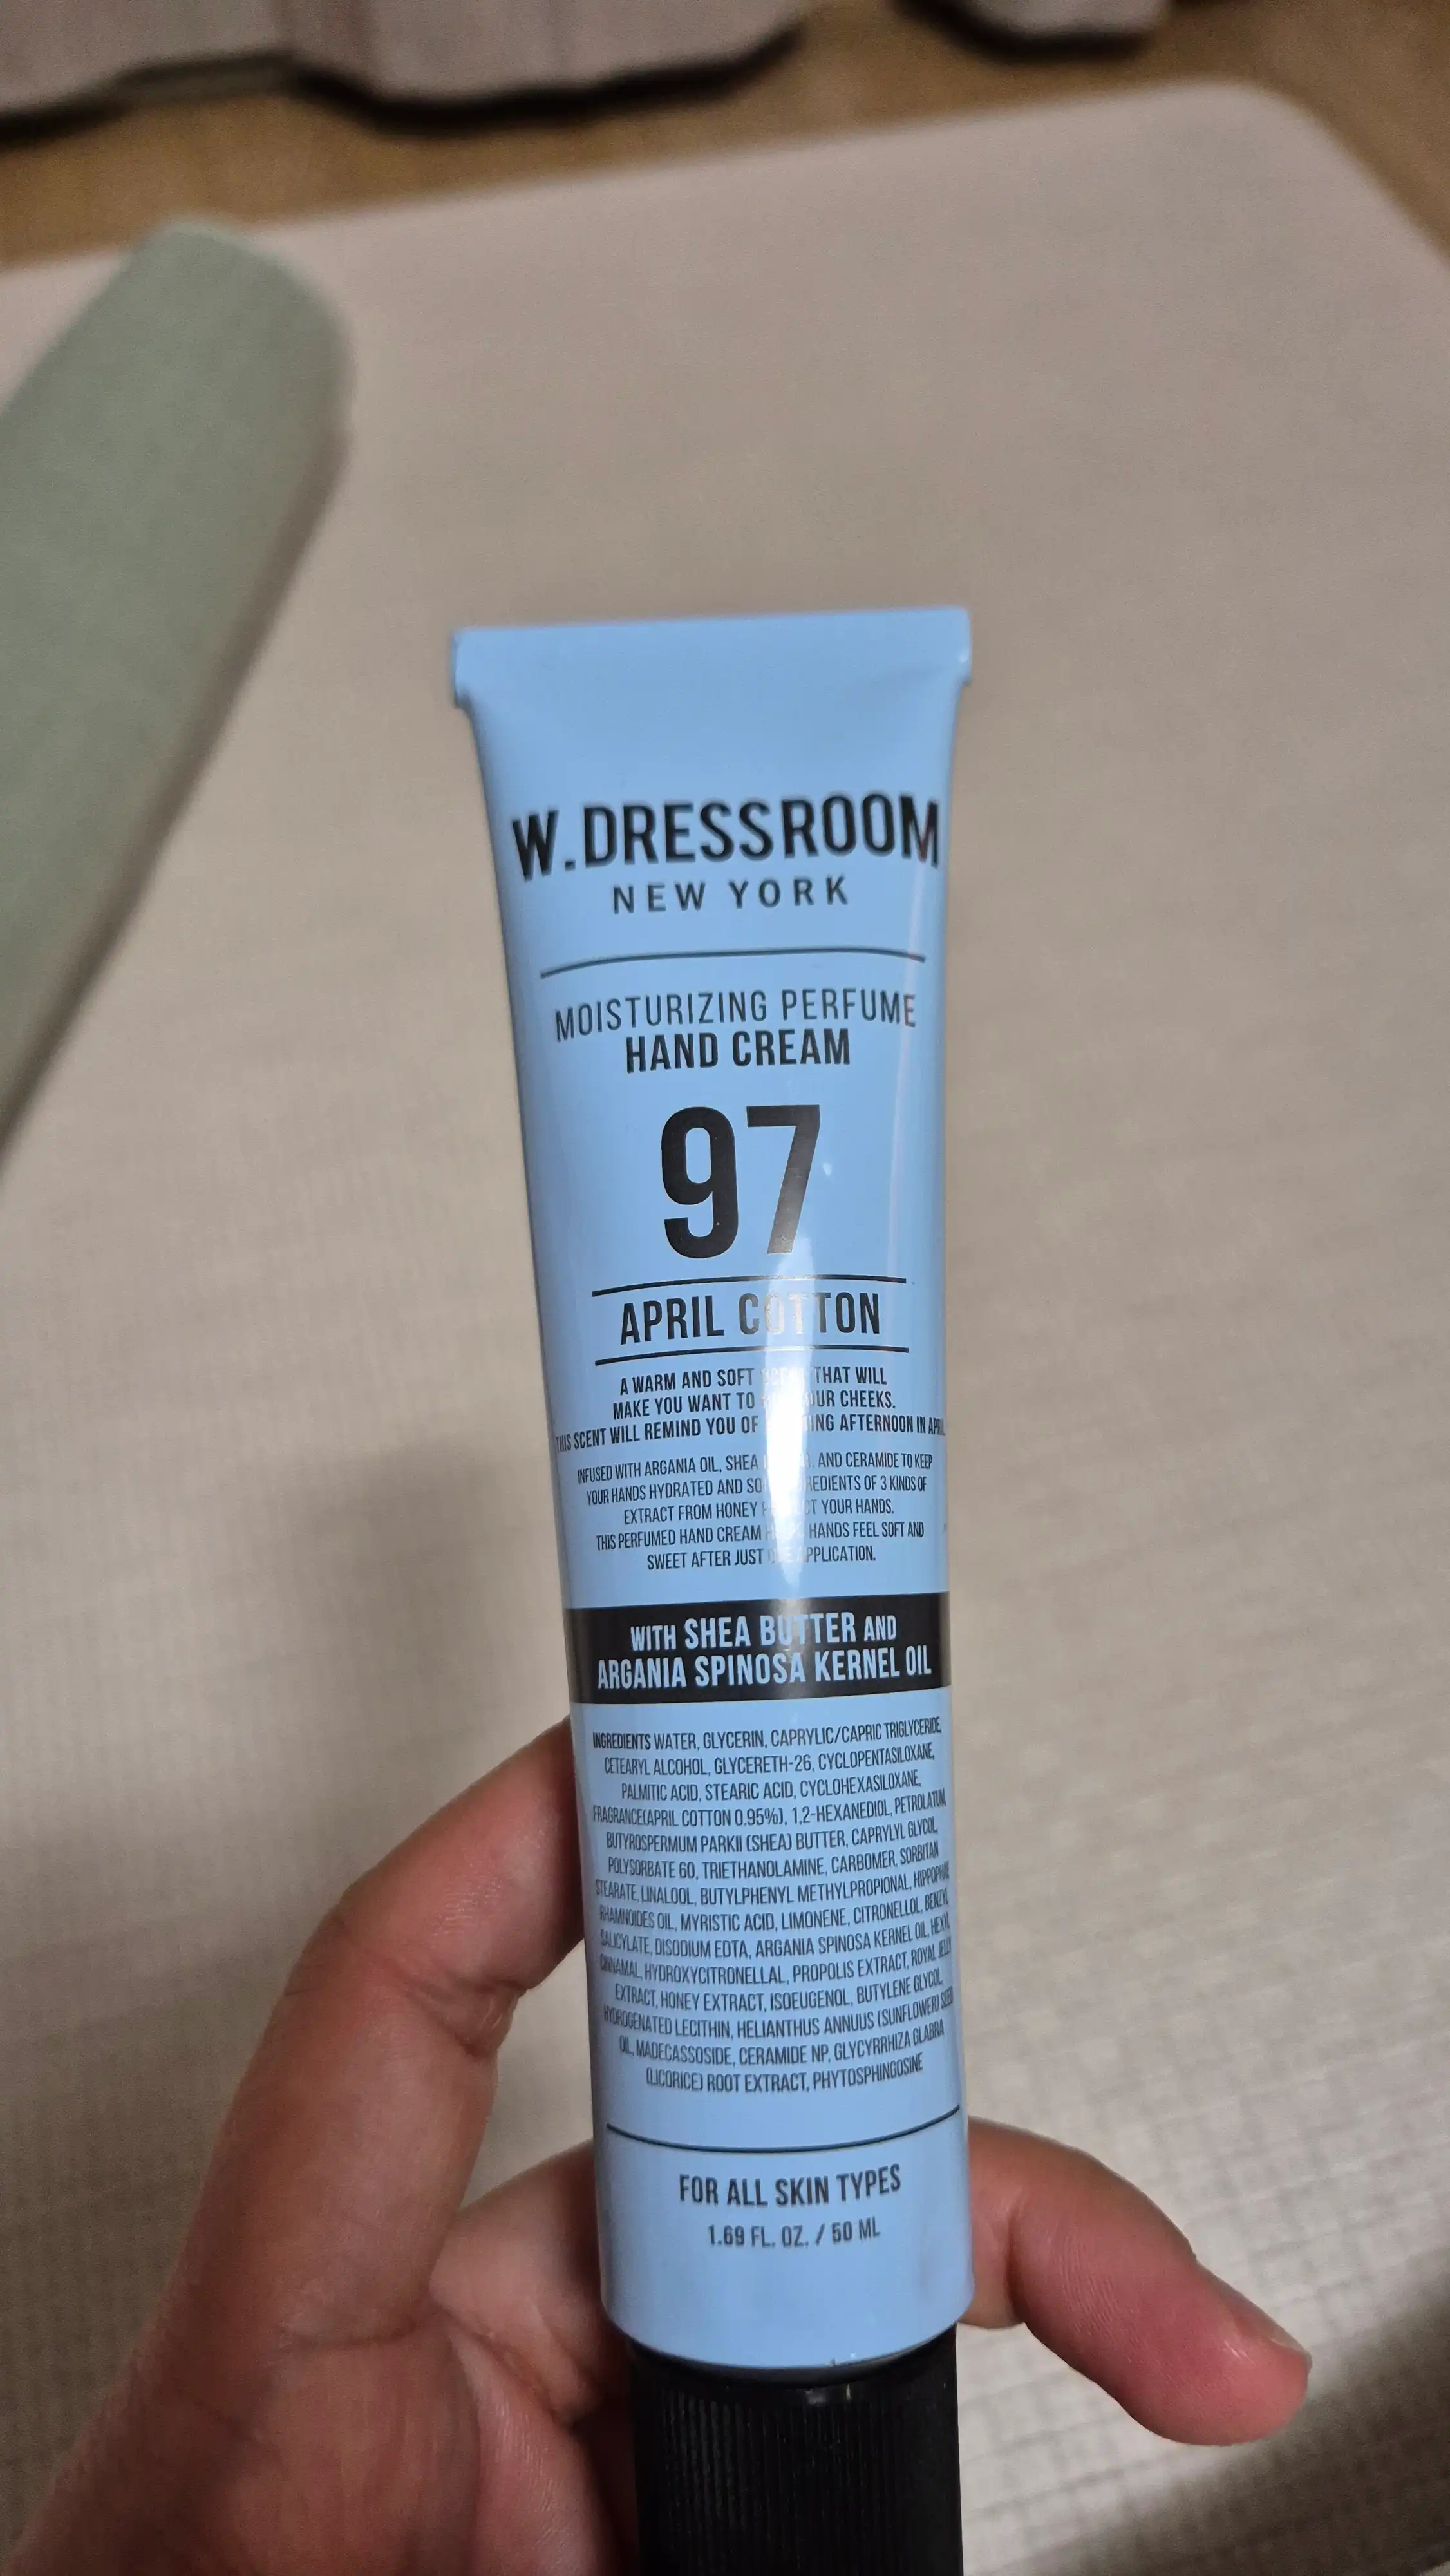 W.DRESSROOM
NEW YORK
MOISTURIZING PERFUME
HAND CREAM
97
APRIL COTTON
A WARM AND SOFT THAT WILL
MAKE YOU WANT TO YOUR CHEEKS.
THIS SCENT WILL REMIND YOU OF AFTERNOON IN APRIL
INFUSED WITH ARGANIA OIL, SHEA AND CERAMIDE TO KEEP
YOUR HANDS HYDRATED AND OF 3 KINDS OF
EXTRACT FROM HONEY YOUR HANDS.
THIS PERFUMED HAND CREAM HANDS FEEL SOFT AND
SWEET AFTER JUST APPLICATION.
WITH SHEA BUTTER AND
ARGANIA SPINOSA KERNEL OIL
INGREDIENTS WATER, GLYCERIN, CAPRYLIC/CAPRIC TRIGLYCERIDE,
CETEARYL ALCOHOL, GLYCERETH-26, CYCLOPENTASILOXANE,
PALMITIC ACID, STEARIC ACID, CYCLOHEXASILOXANE,
FRAGRANCE(APRIL COTTON 0.95%), 1,2-HEXANEDIOL, PETROLATUM,
BUTYROSPERMUM PARKII (SHEA) BUTTER, CAPRYLYL GLYCOL,
POLYSORBATE 60, TRIETHANOLAMINE, CARBOMER, SORBITAN
STEARATE, LINALOOL, BUTYLPHENYL METHYLPROPIONAL, HIPPOPHAE
RHAMNOIDES OIL, MYRISTIC ACID, LIMONENE, CITRONELLOL, BENZYL
SALICYLATE, DISODIUM EDTA, ARGANIA SPINOSA KERNEL OIL, HEXYL
CINNAMAL, HYDROXYCITRONELLAL, PROPOLIS EXTRACT, ROYAL JELLY
EXTRACT, HONEY EXTRACT, ISOEUGENOL, BUTYLENE GLYCOL,
HYDROGENATED LECITHIN, HELIANTHUS ANNUUS (SUNFLOWER) SEED
OIL, MADECASSOSIDE, CERAMIDE NP, GLYCYRRHIZA GLABRA
(LICORICE) ROOT EXTRACT, PHYTOSPHINGOSINE
FOR ALL SKIN TYPES
1.69 FL. OZ. / 50 ML